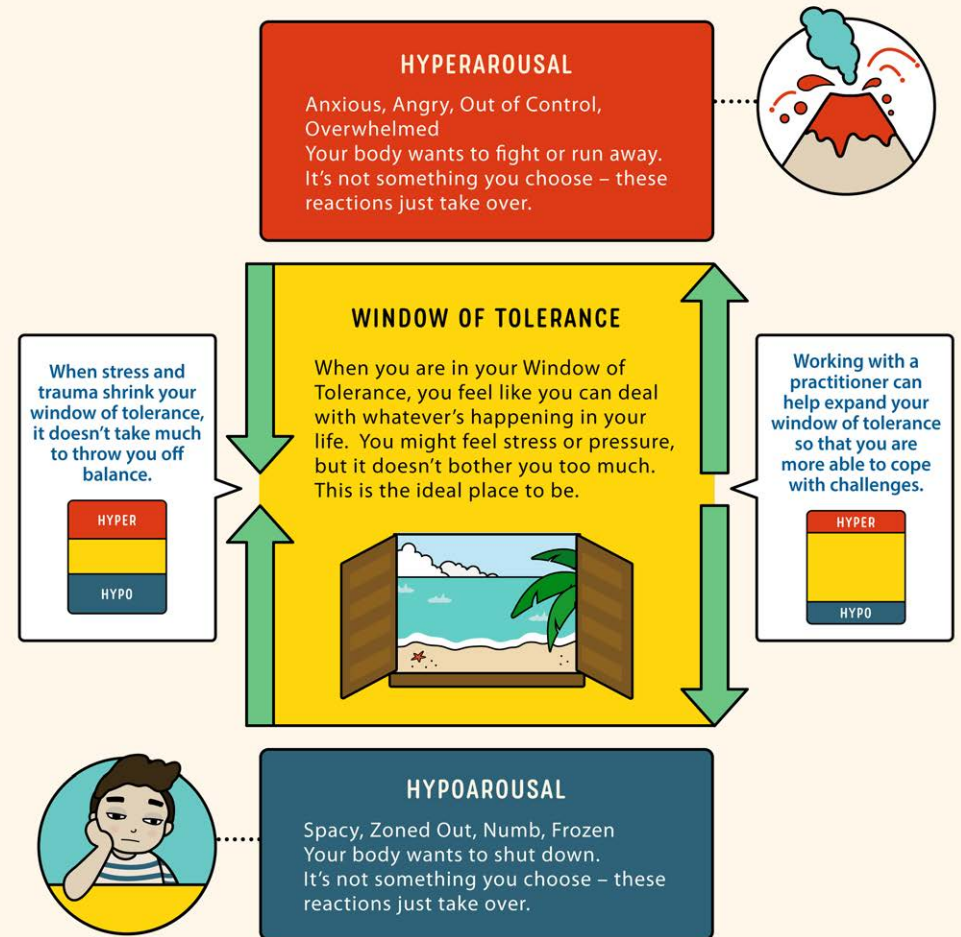 HYPERAROUSAL
Anxious, Angry, Out of Control,
Overwhelmed
Your body wants to fight or run away.
It’s not something you choose – these
reactions just take over.
When stress and
trauma shrink your
window of tolerance,
it doesn’t take much
to throw you off
balance.
HYPER
HYPO
WINDOW OF TOLERANCE
When you are in your Window of
Tolerance, you feel like you can deal
with whatever’s happening in your
life.  You might feel stress or pressure,
but it doesn’t bother you too much.
This is the ideal place to be.
Working with a
practitioner can
help expand your
window of tolerance
so that you are
more able to cope
with challenges.
HYPER
HYPO
HYPOAROUSAL
Spacy, Zoned Out, Numb, Frozen
Your body wants to shut down.
It’s not something you choose – these
reactions just take over.